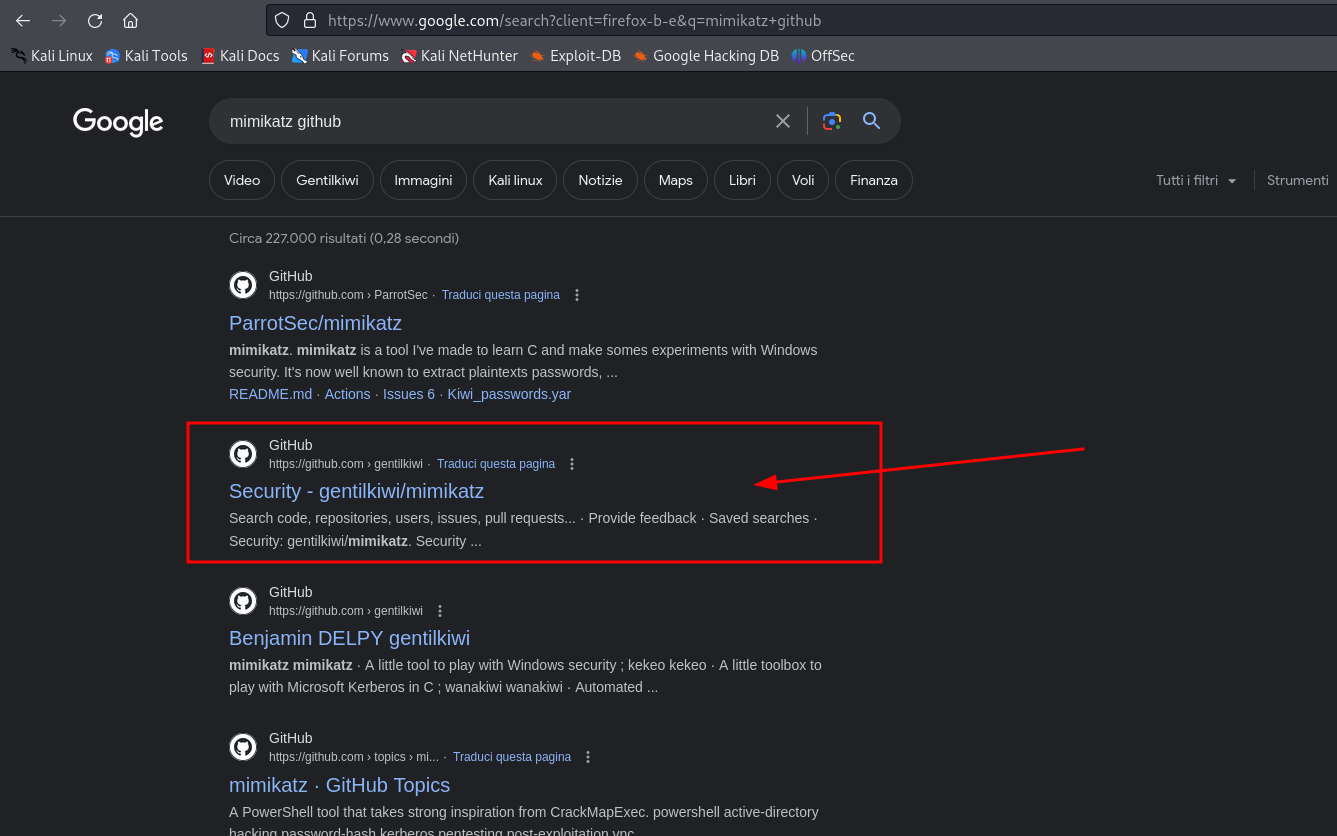 https://www.google.com/search?client=firefox-b-e&q=mimikatz+github
Kali Linux Kali Tools Kali Docs Kali Forums Kali NetHunter Exploit-DB Google Hacking DB OffSec
Google mimikatz github
Video Gentilkiwi Immagini Kali linux Notizie Maps Libri Voli Finanza Tutti i filtri Strumenti
Circa 227.000 risultati (0,28 secondi)
GitHub
https://github.com › ParrotSec · Traduci questa pagina
ParrotSec/mimikatz
mimikatz. mimikatz is a tool I've made to learn C and make somes experiments with Windows
security. It's now well known to extract plaintexts passwords, ...
README.md · Actions · Issues 6 · Kiwi_passwords.yar
GitHub
https://github.com › gentilkiwi · Traduci questa pagina
Security - gentilkiwi/mimikatz
Search code, repositories, users, issues, pull requests... · Provide feedback · Saved searches ·
Security: gentilkiwi/mimikatz. Security ...
GitHub
https://github.com › gentilkiwi
Benjamin DELPY gentilkiwi
mimikatz mimikatz · A little tool to play with Windows security ; kekeo kekeo · A little toolbox to
play with Microsoft Kerberos in C ; wanakiwi wanakiwi · Automated ...
GitHub
https://github.com › topics › mi... · Traduci questa pagina
mimikatz · GitHub Topics
A PowerShell tool that takes strong inspiration from CrackMapExec. powershell active-directory
hacking password-hash kerberos pentesting post-exploitation vnc